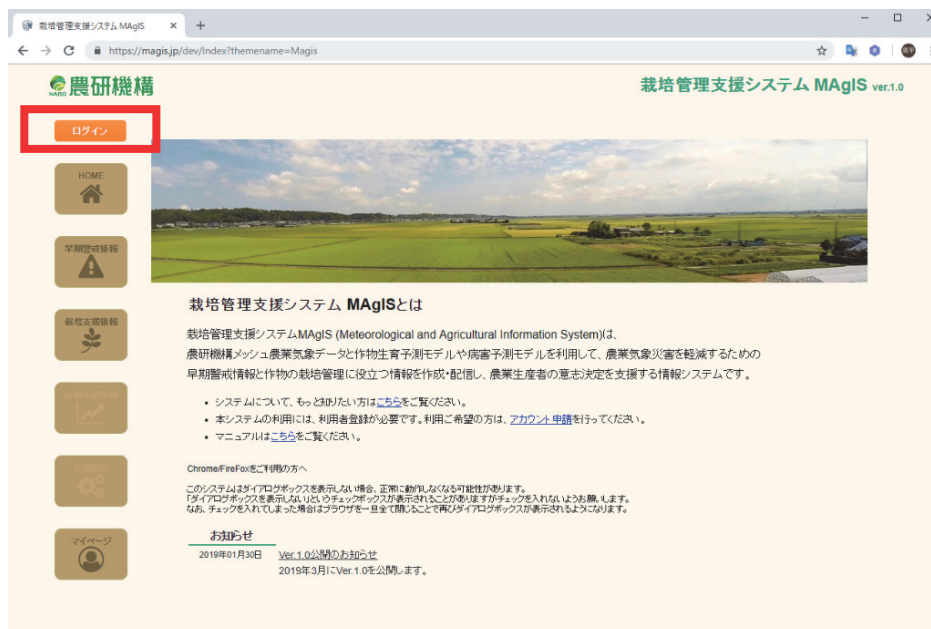 栽培管理支援システム MAgIS
https://magis.jp/dev/Index?themename=Magis
NARO 農研機構
栽培管理支援システム MAgIS ver.1.0
ログイン
HOME
早期警戒情報
栽培支援情報
マイページ
栽培管理支援システム MAgISとは
栽培管理支援システムMAgIS (Meteorological and Agricultural Information System)は、
農研機構メッシュ農業気象データと作物生育予測モデルや病害予測モデルを利用して、農業気象災害を軽減するための
早期警戒情報と作物の栽培管理に役立つ情報を作成・配信し、農業生産者の意志決定を支援する情報システムです。
• システムについて、もっと知りたい方はこちらをご覧ください。
• 本システムの利用には、利用者登録が必要です。利用ご希望の方は、アカウント申請を行ってください。
• マニュアルはこちらをご覧ください。
Chrome/FireFoxをご利用の方へ
このシステムはダイアログボックスを表示しない場合、正常に動作しなくなる可能性があります。
「ダイアログボックスを表示しない」というチェックボックスが表示されることがありますがチェックを入れないようお願いします。
なお、チェックを入れてしまった場合はブラウザを一旦全て閉じることで再びダイアログボックスが表示されるようになります。
お知らせ
2019年01月30日 Ver.1.0公開のお知らせ
2019年3月にVer.1.0を公開します。